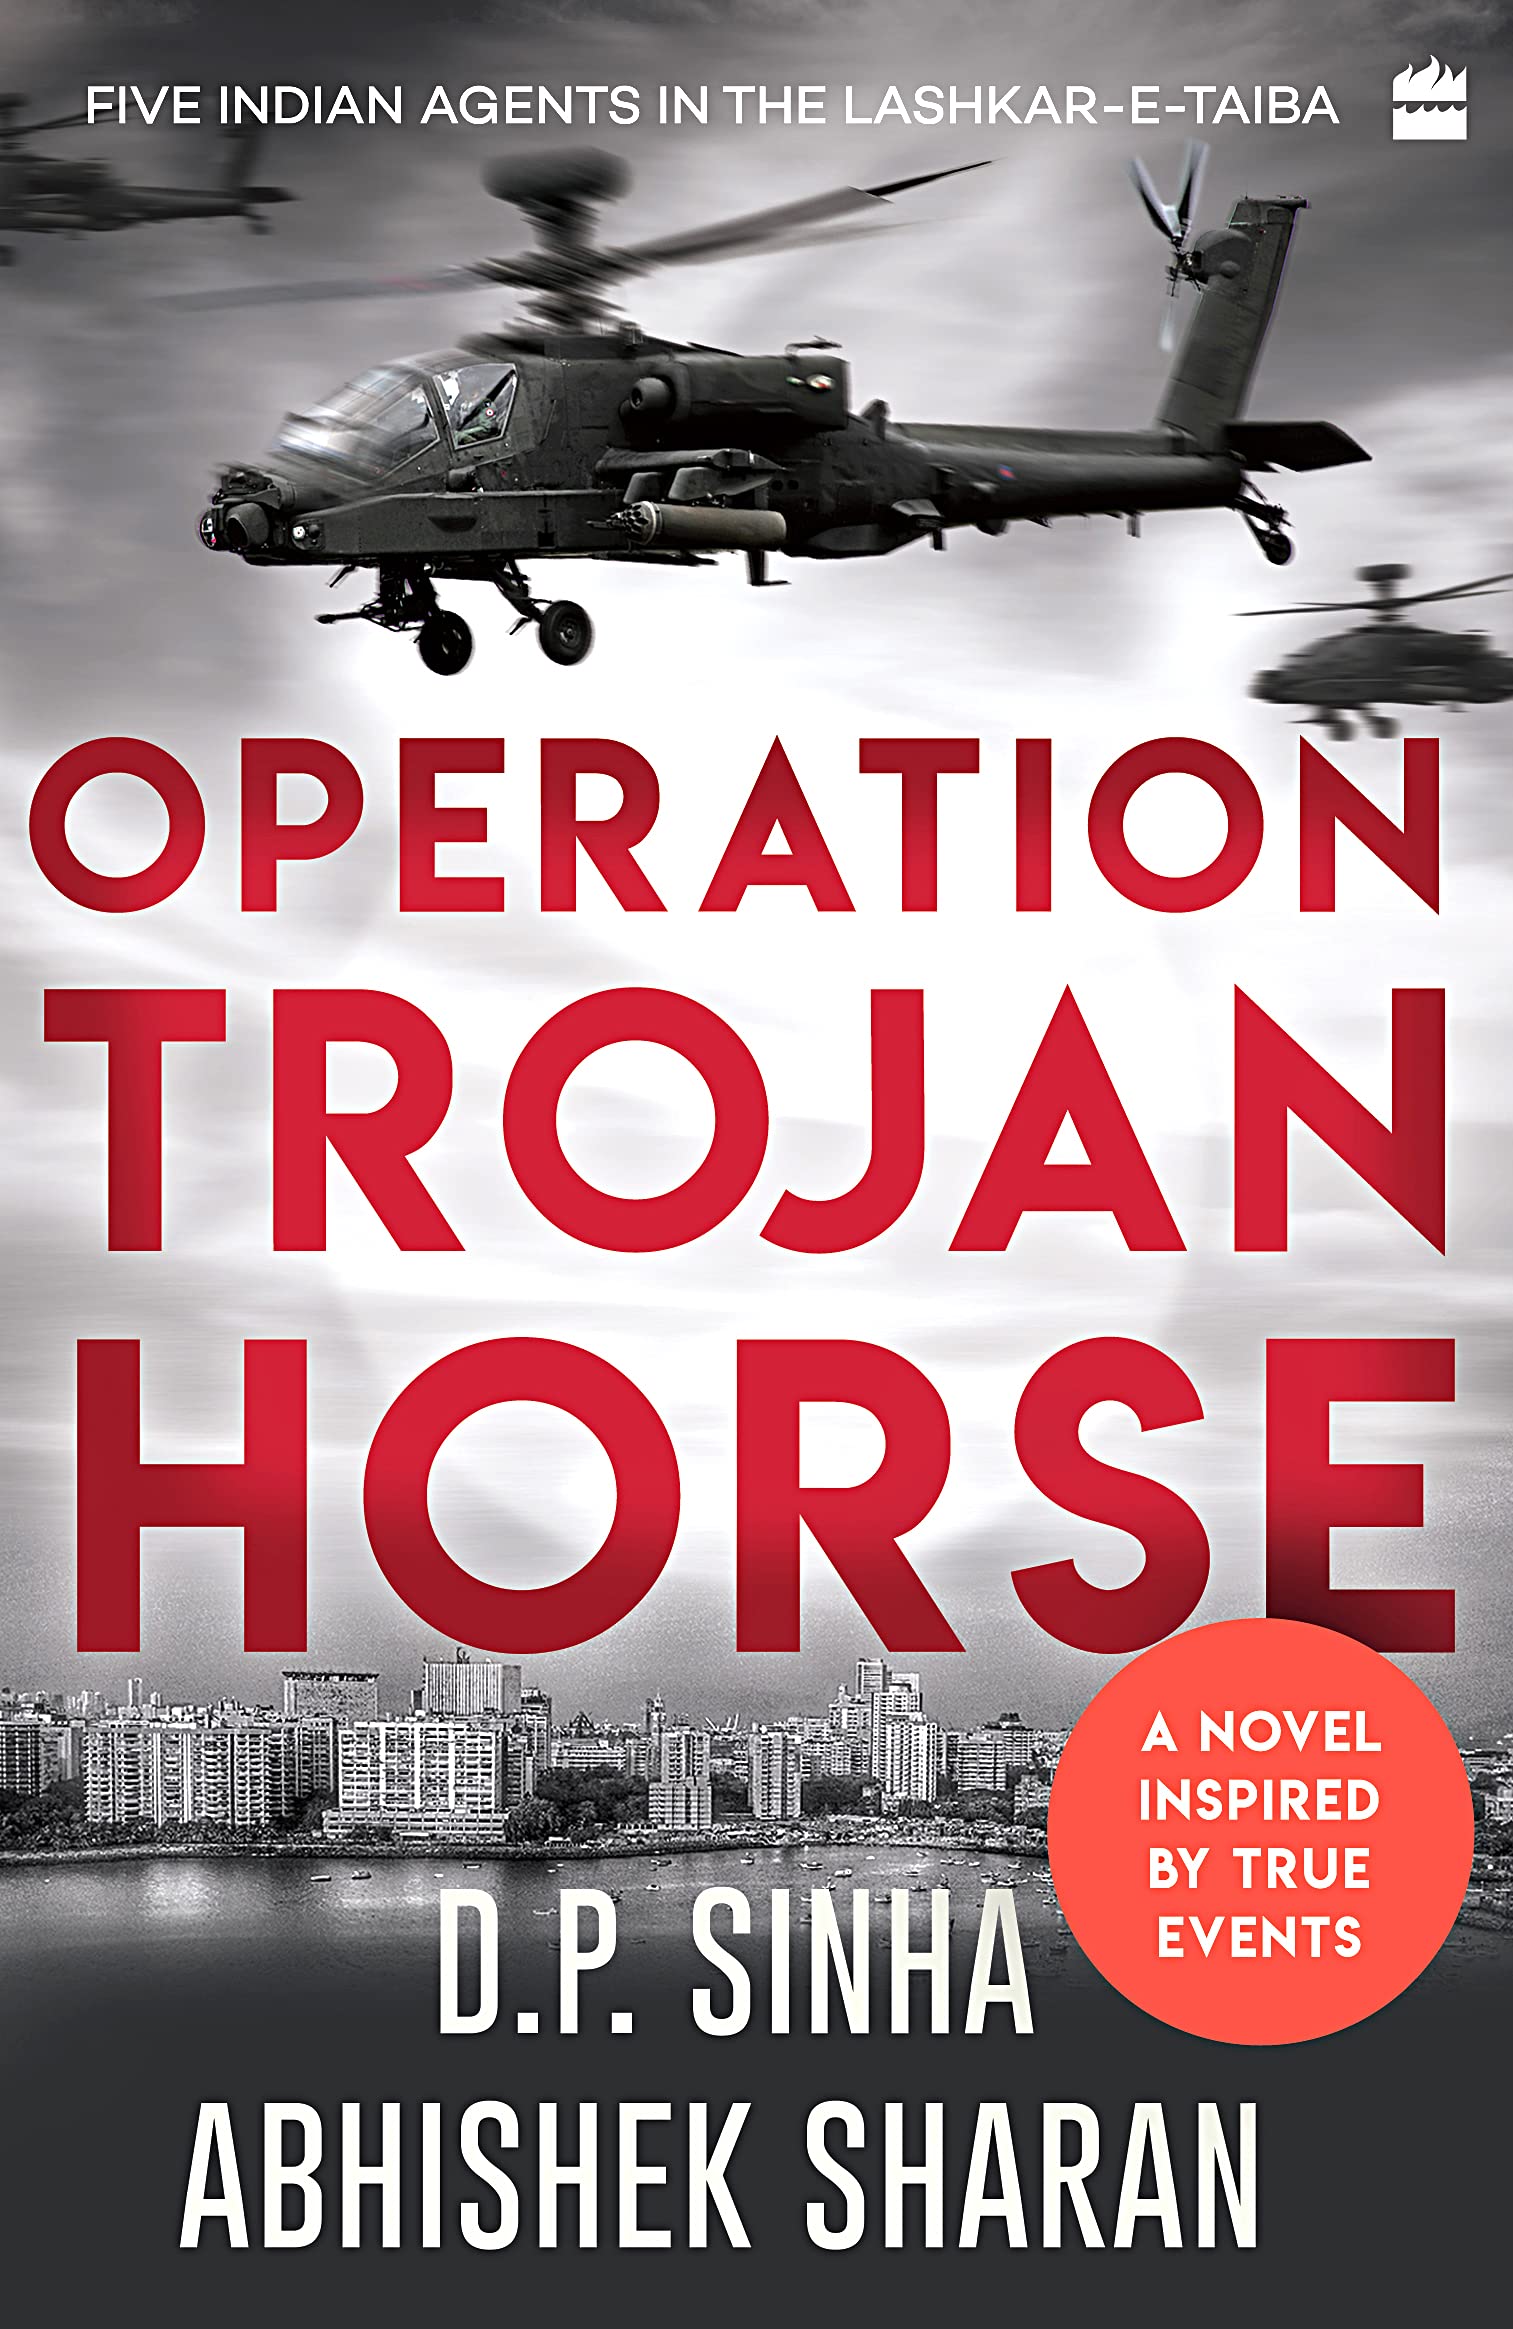 FIVE INDIAN AGENTS IN THE LASHKAR-E-TAIBA
OPERATION
TROJAN
HORSE
A NOVEL
INSPIRED
BY TRUE
EVENTS
D.P. SINHA
ABHISHEK SHARAN